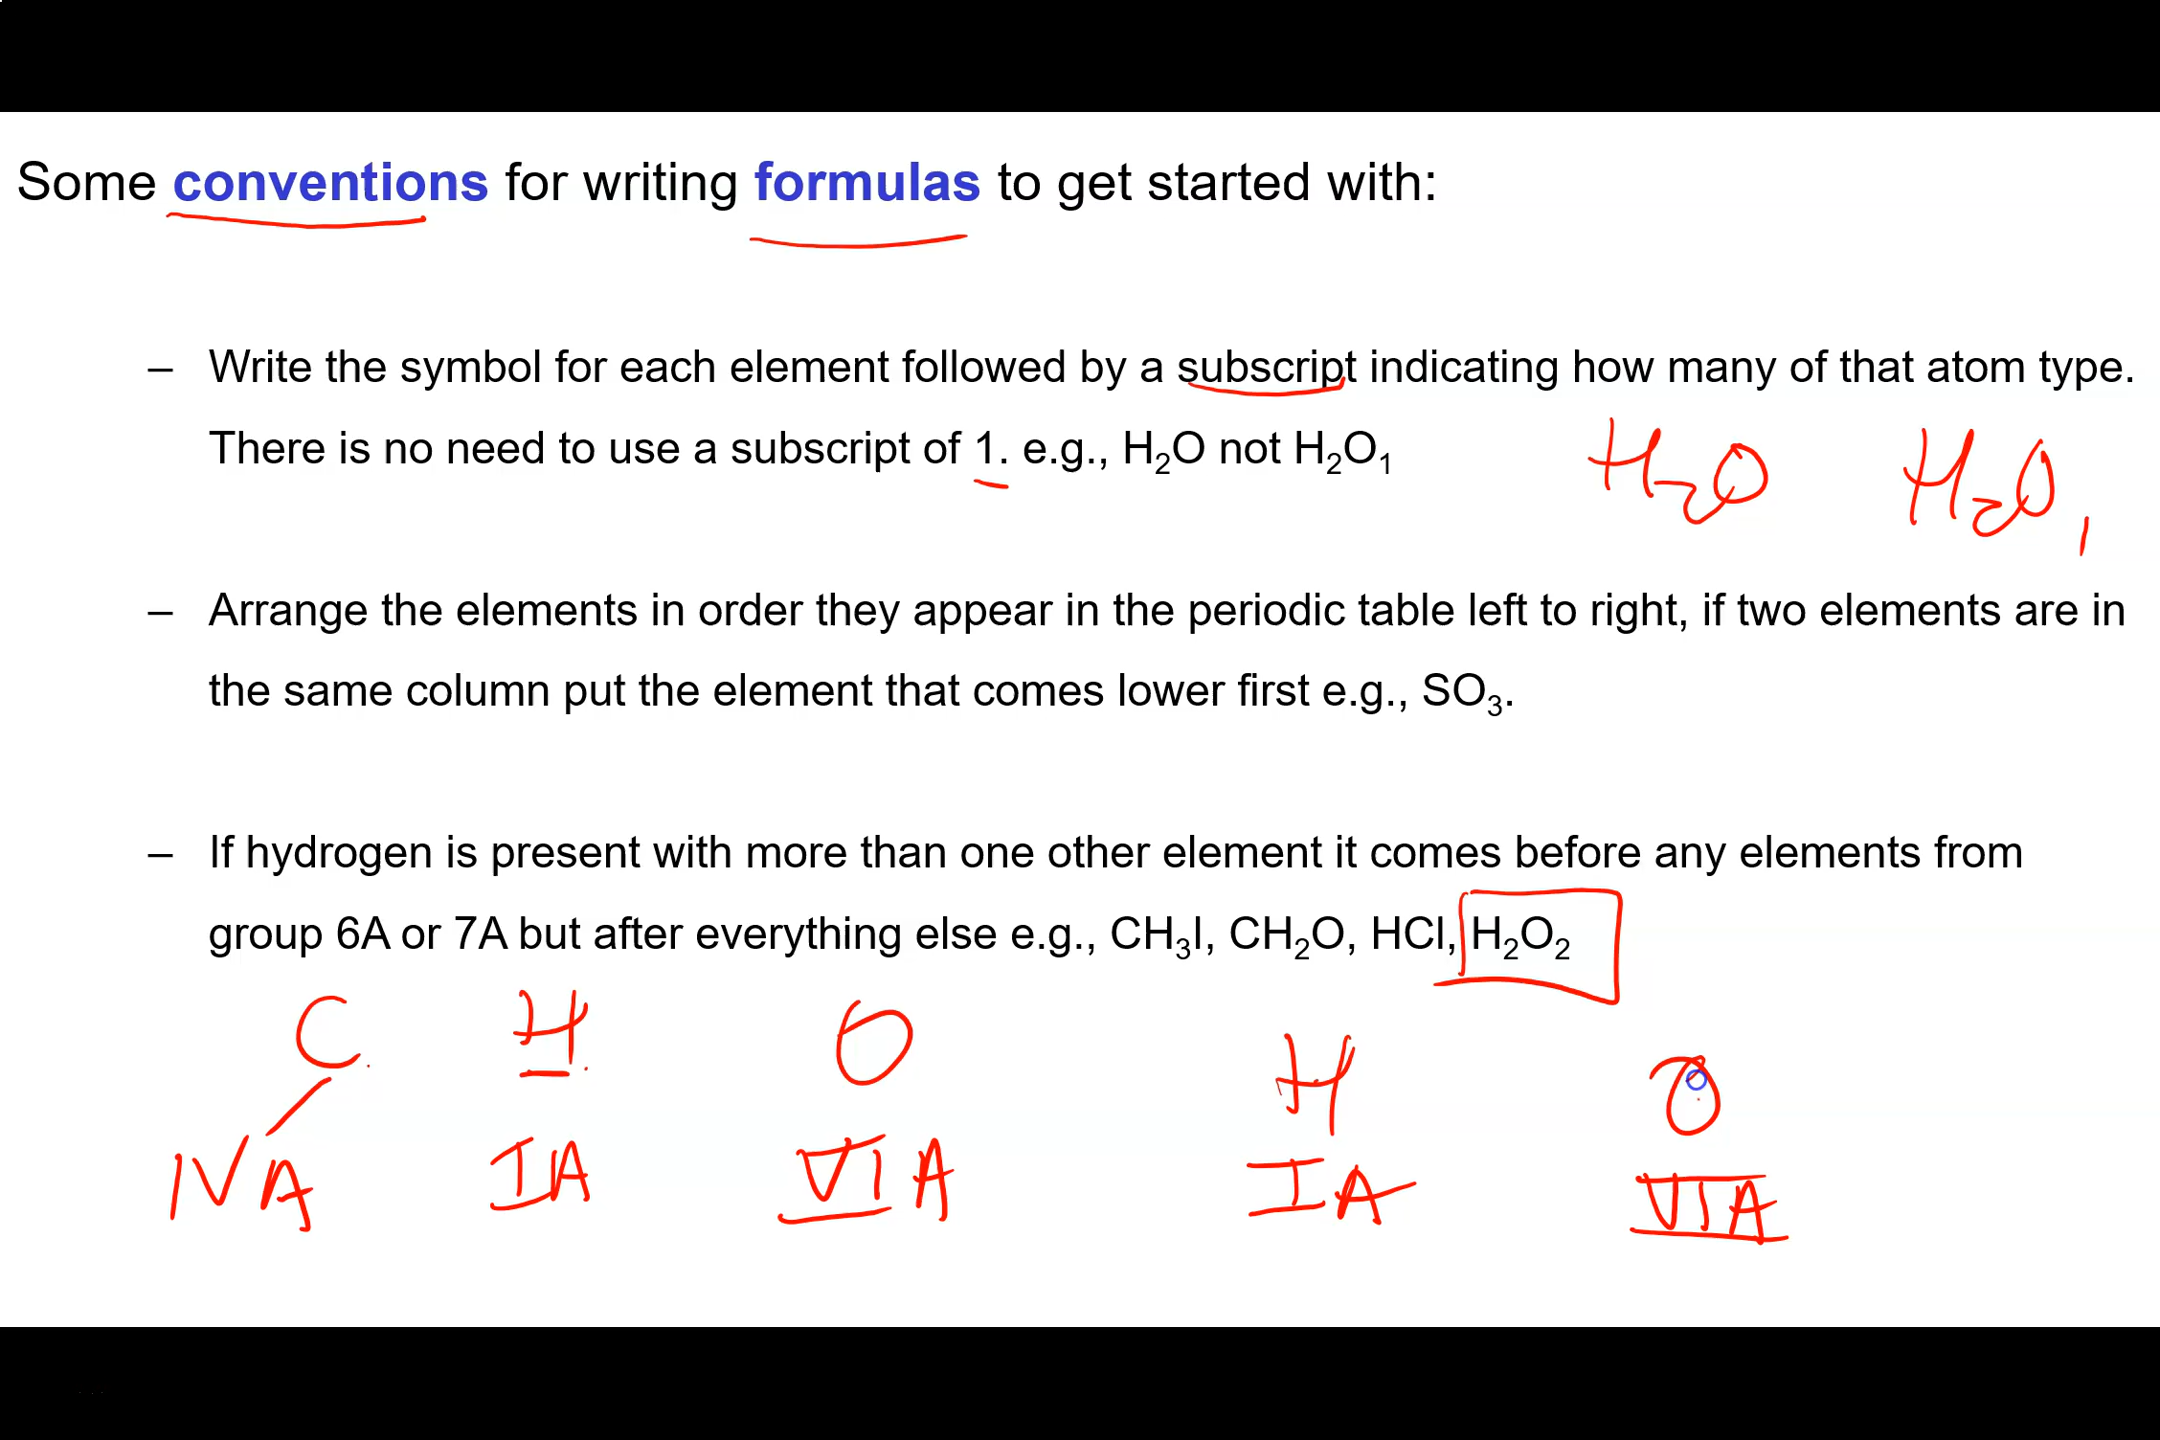 Some conventions for writing formulas to get started with:
– Write the symbol for each element followed by a subscript indicating how many of that atom type.
There is no need to use a subscript of 1. e.g., H₂O not H₂O₁
H₂O H₂O₁
– Arrange the elements in order they appear in the periodic table left to right, if two elements are in
the same column put the element that comes lower first e.g., SO₃.
– If hydrogen is present with more than one other element it comes before any elements from
group 6A or 7A but after everything else e.g., CH₃I, CH₂O, HCl, H₂O₂
C H O H O
IVA IA VIA IA VIA